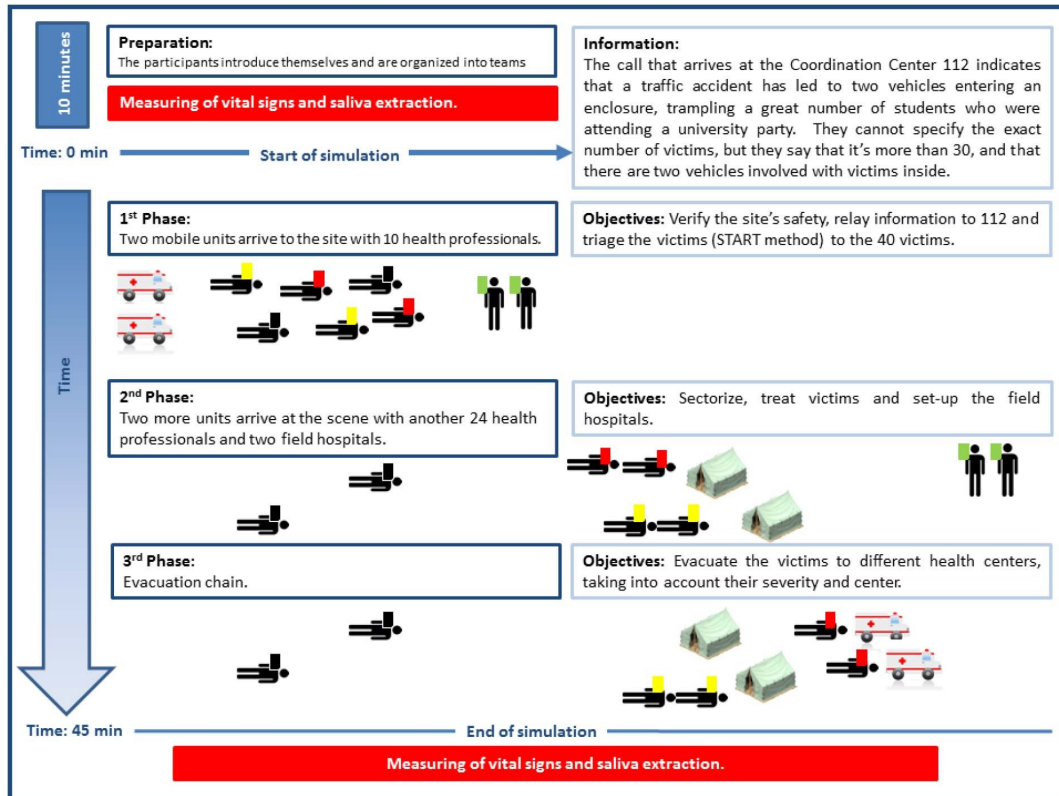 10 minutes
Preparation:
The participants introduce themselves and are organized into teams
Measuring of vital signs and saliva extraction.
Information:
The call that arrives at the Coordination Center 112 indicates
that a traffic accident has led to two vehicles entering an
enclosure, trampling a great number of students who were
attending a university party. They cannot specify the exact
number of victims, but they say that it's more than 30, and that
there are two vehicles involved with victims inside.
Time: 0 min
Start of simulation
Time
1st Phase:
Two mobile units arrive to the site with 10 health professionals.
Objectives: Verify the site's safety, relay information to 112 and
triage the victims (START method) to the 40 victims.
2nd Phase:
Two more units arrive at the scene with another 24 health
professionals and two field hospitals.
Objectives: Sectorize, treat victims and set-up the field
hospitals.
3rd Phase:
Evacuation chain.
Objectives: Evacuate the victims to different health centers,
taking into account their severity and center.
Time: 45 min
End of simulation
Measuring of vital signs and saliva extraction.